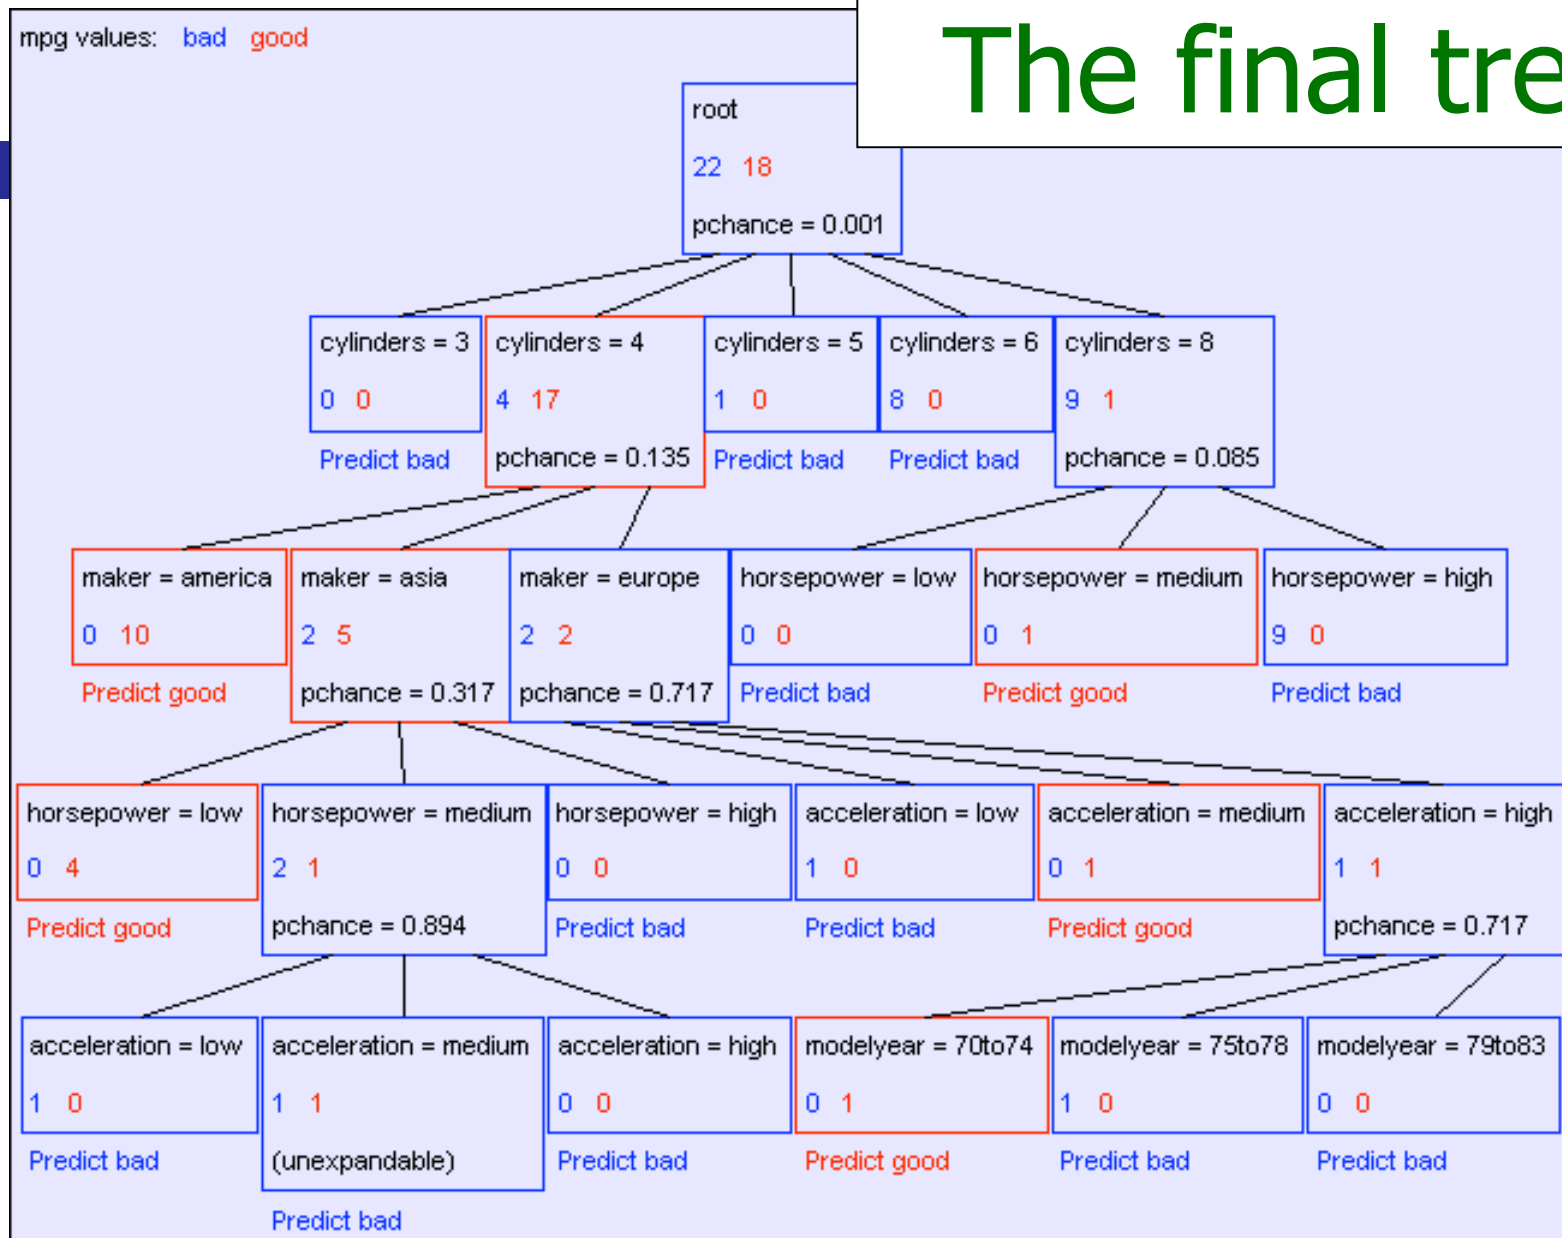 The final tre
mpg values: bad good
root
22 18
pchance = 0.001
cylinders = 3 cylinders = 4 cylinders = 5 cylinders = 6 cylinders = 8
0 0 4 17 1 0 8 0 9 1
Predict bad pchance = 0.135 Predict bad Predict bad pchance = 0.085
maker = america maker = asia maker = europe horsepower = low horsepower = medium horsepower = high
0 10 2 5 2 2 0 0 0 1 9 0
Predict good pchance = 0.317 pchance = 0.717 Predict bad Predict good Predict bad
horsepower = low horsepower = medium horsepower = high acceleration = low acceleration = medium acceleration = high
0 4 2 1 0 0 1 0 0 1 1 1
Predict good pchance = 0.894 Predict bad Predict bad Predict good pchance = 0.717
acceleration = low acceleration = medium acceleration = high modelyear = 70to74 modelyear = 75to78 modelyear = 79to83
1 0 1 1 0 0 0 1 1 0 0 0
Predict bad (unexpandable) Predict bad Predict good Predict bad Predict bad
Predict bad